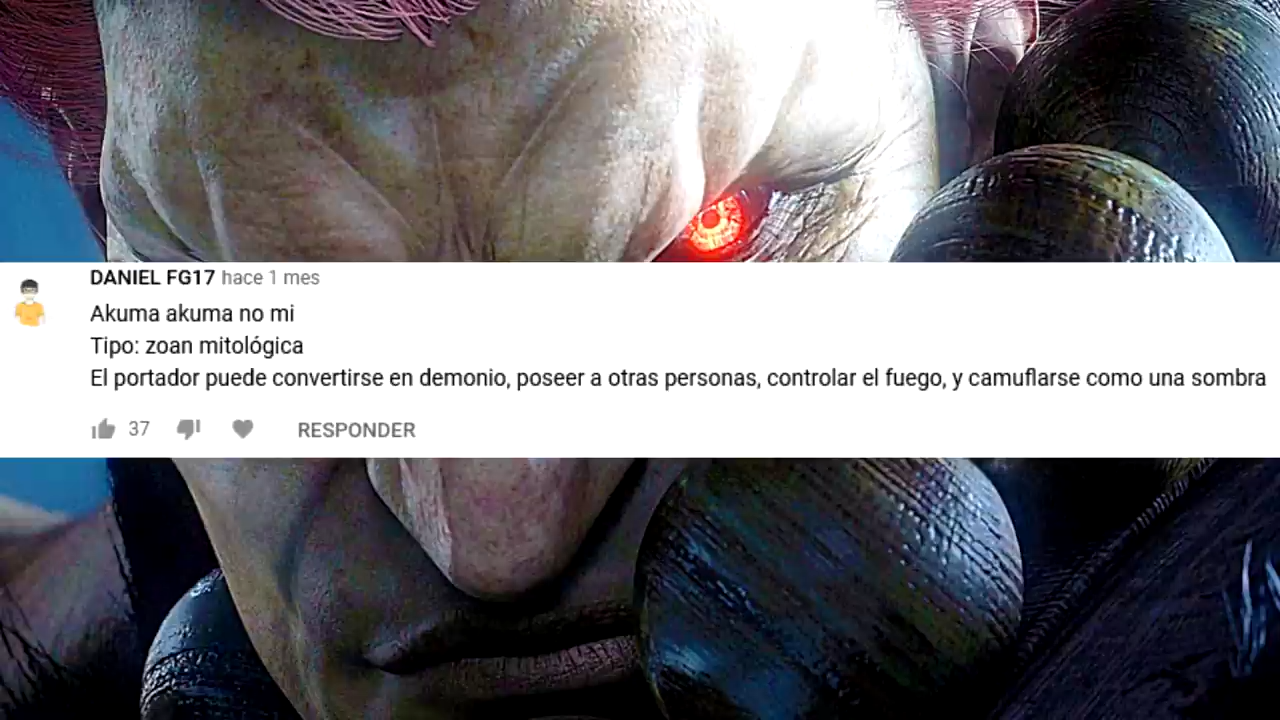 DANIEL FG17 hace 1 mes
Akuma akuma no mi
Tipo: zoan mitológica
El portador puede convertirse en demonio, poseer a otras personas, controlar el fuego, y camuflarse como una sombra
37 RESPONDER